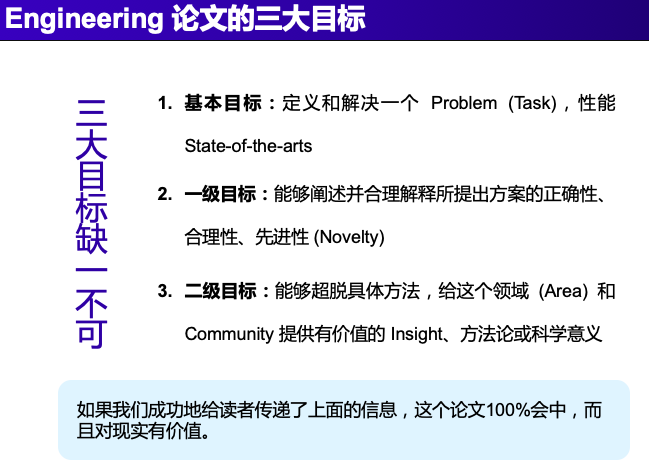 Engineering 论文的三大目标
三大目标缺一不可
1. 基本目标：定义和解决一个 Problem (Task)，性能
State-of-the-arts
2. 一级目标：能够阐述并合理解释所提出方案的正确性、
合理性、先进性 (Novelty)
3. 二级目标：能够超脱具体方法，给这个领域 (Area) 和
Community 提供有价值的 Insight、方法论或科学意义
如果我们成功地给读者传递了上面的信息，这个论文100%会中，而
且对现实有价值。